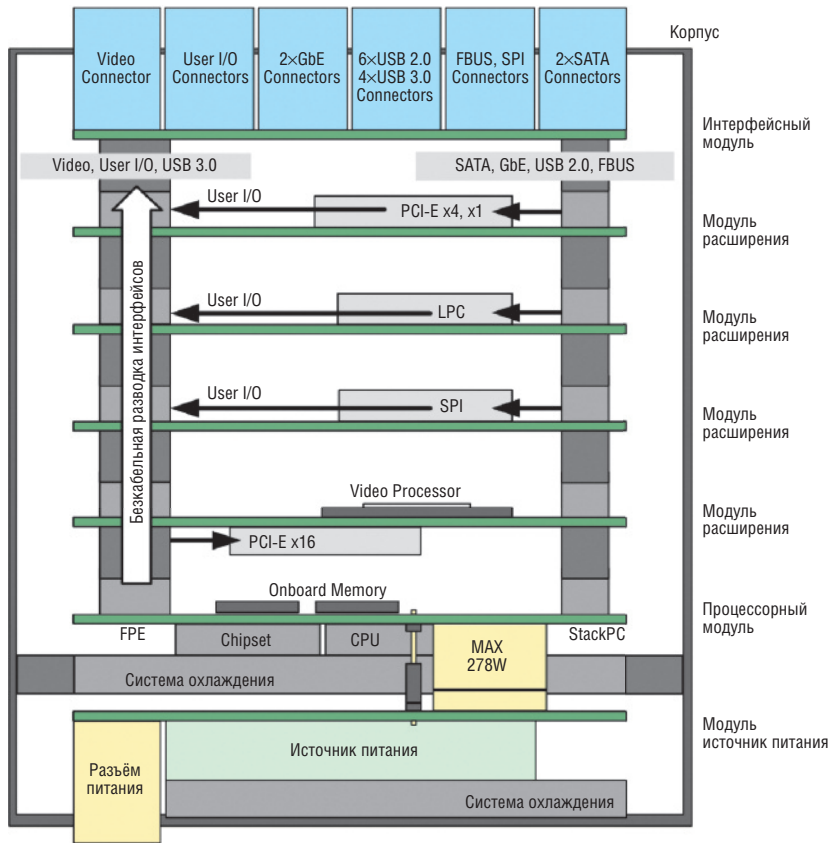 Корпус
Video
Connector
User I/O
Connectors
2×GbE
Connectors
6×USB 2.0
4×USB 3.0
Connectors
FBUS, SPI
Connectors
2×SATA
Connectors
Интерфейсный
модуль
Video, User I/O, USB 3.0
SATA, GbE, USB 2.0, FBUS
User I/O
PCI-E x4, x1
Модуль
расширения
User I/O
LPC
Модуль
расширения
User I/O
SPI
Модуль
расширения
Безкабельная разводка интерфейсов
Video Processor
Модуль
расширения
PCI-E x16
Onboard Memory
Процессорный
модуль
FPE
Chipset
CPU
MAX
278W
StackPC
Система охлаждения
Модуль
источник питания
Источник питания
Разъём
питания
Система охлаждения